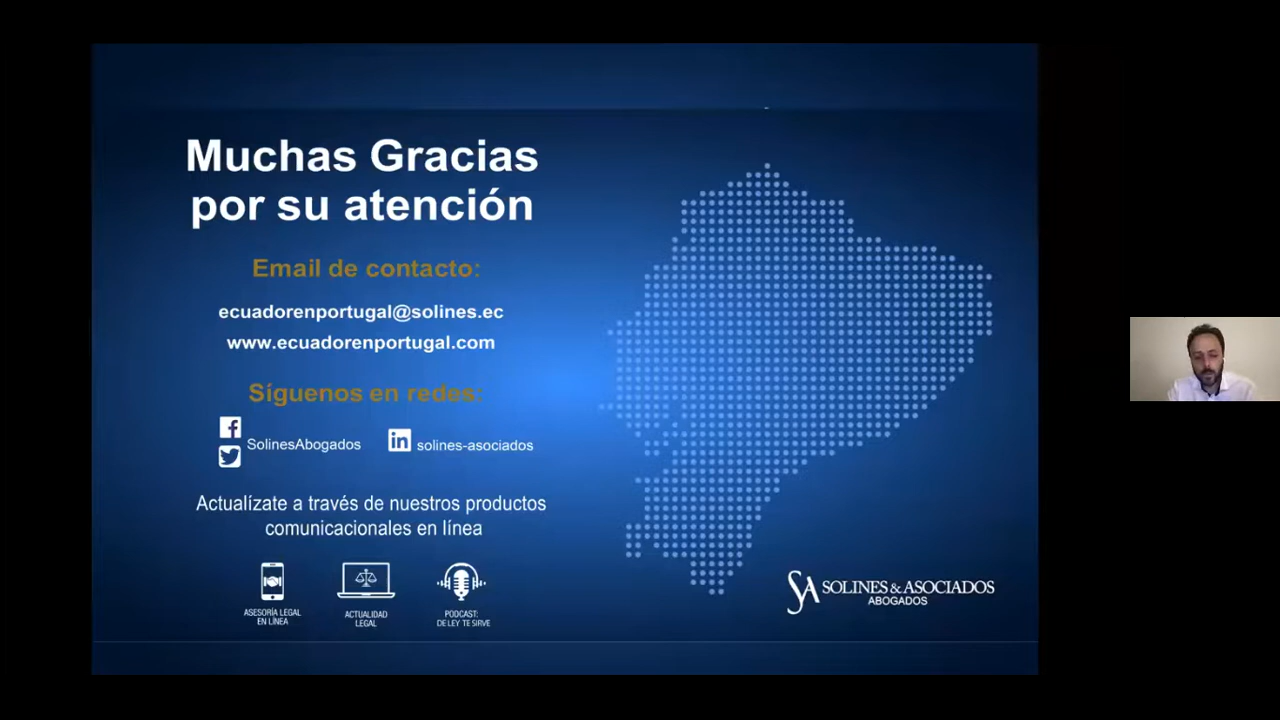 Muchas Gracias
por su atención
Email de contacto:
ecuadorenportugal@solines.ec
www.ecuadorenportugal.com
Síguenos en redes:
SolinesAbogados
solines-asociados
Actualízate a través de nuestros productos
comunicacionales en línea
ASESORÍA LEGAL
EN LÍNEA
ACTUALIDAD
LEGAL
PODCAST:
DE LEY TE SIRVE
SA SOLINES & ASOCIADOS
ABOGADOS